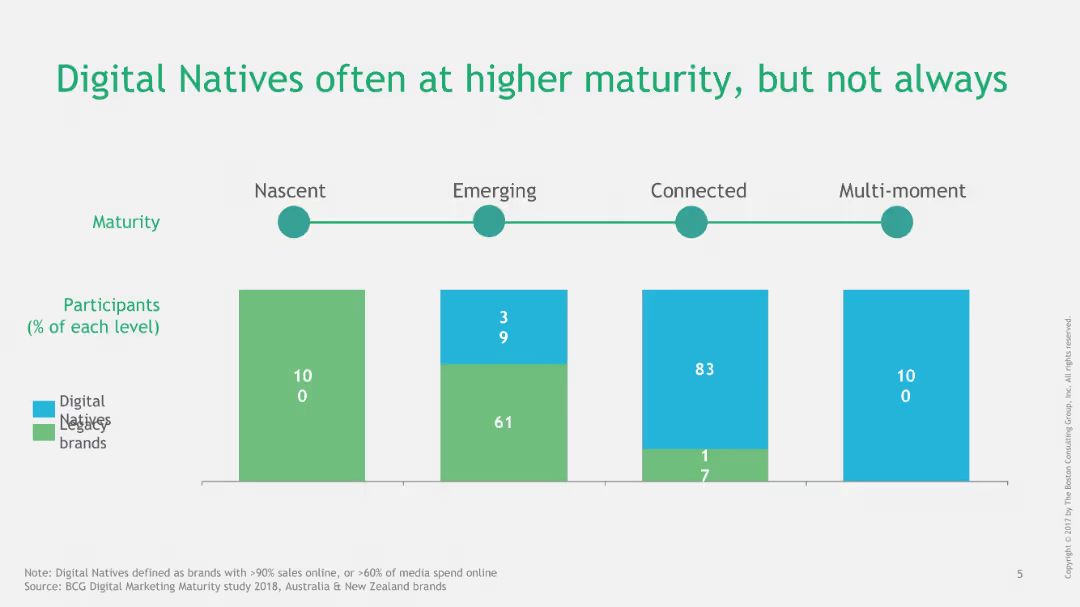 Digital Natives often at higher maturity, but not always
Nascent
Emerging
Connected
Multi-moment
Maturity
Participants
(% of each level)
10
0
3
9
61
83
1
7
10
0
Digital
Natives
Legacy
brands
Note: Digital Natives defined as brands with >90% sales online, or >60% of media spend online
Source: BCG Digital Marketing Maturity study 2018, Australia & New Zealand brands
5
Copyright © 2017 by The Boston Consulting Group, Inc. All rights reserved.